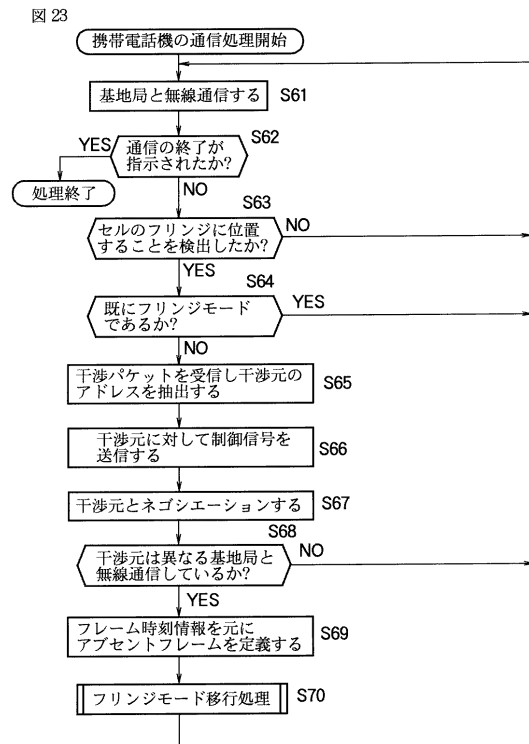 図 23
携帯電話機の通信処理開始
基地局と無線通信する
S61
通信の終了が
指示されたか?
S62
YES
処理終了
NO
S63
セルのフリンジに位置
することを検出したか?
NO
YES
S64
既にフリンジモード
であるか?
YES
NO
干渉パケットを受信し干渉元の
アドレスを抽出する
S65
干渉元に対して制御信号を
送信する
S66
干渉元とネゴシエーションする
S67
S68
干渉元は異なる基地局と
無線通信しているか?
NO
YES
フレーム時刻情報を元に
アブセントフレームを定義する
S69
フリンジモード移行処理
S70